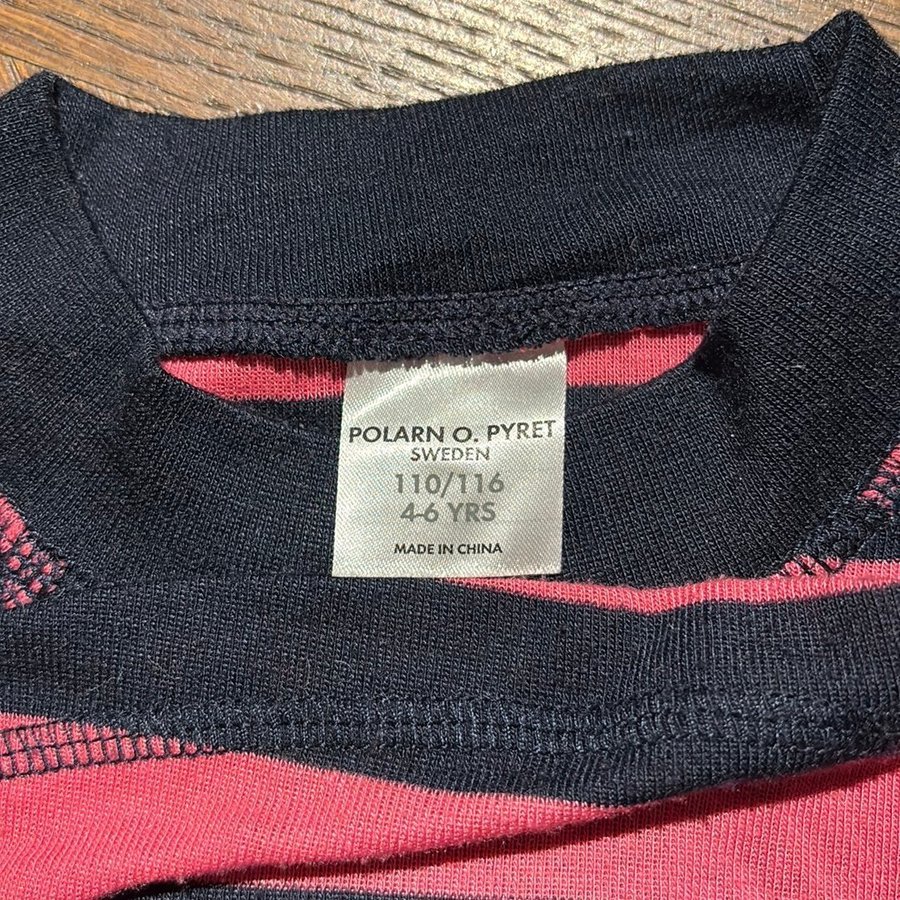 POLARN O. PYRET
SWEDEN
110/116
4-6 YRS
MADE IN CHINA